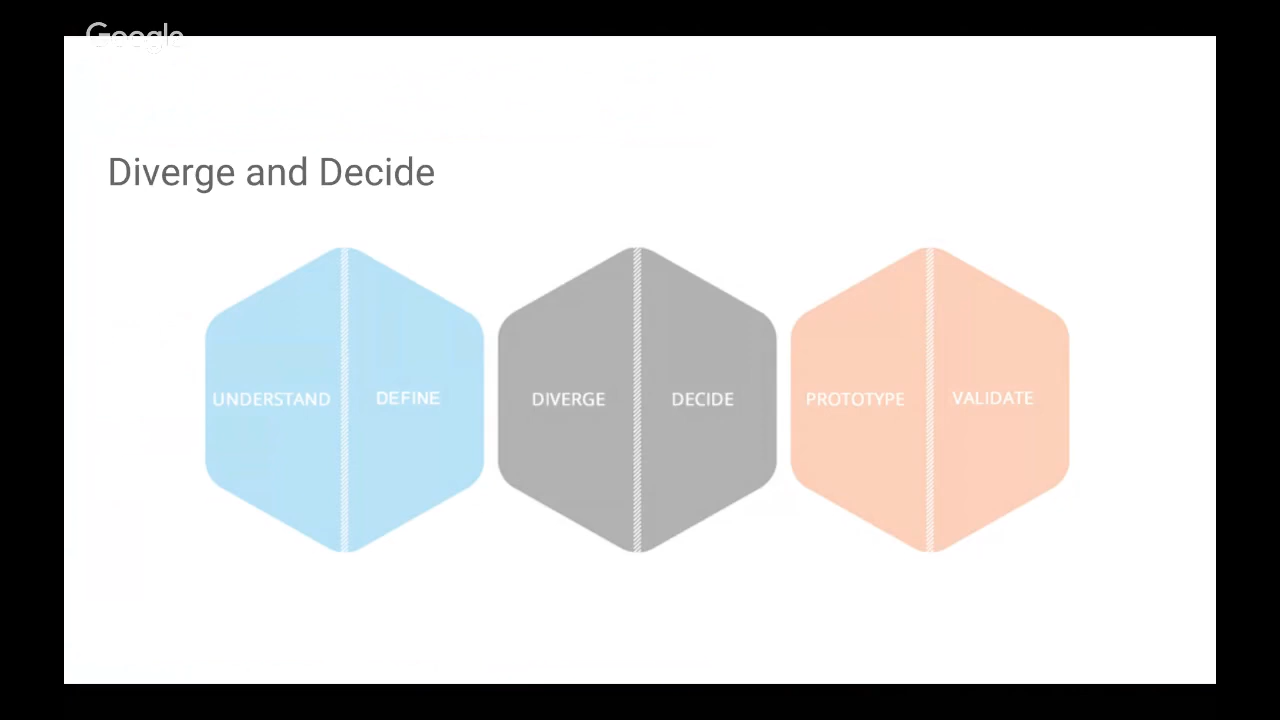 Google
Diverge and Decide
UNDERSTAND DEFINE DIVERGE DECIDE PROTOTYPE VALIDATE